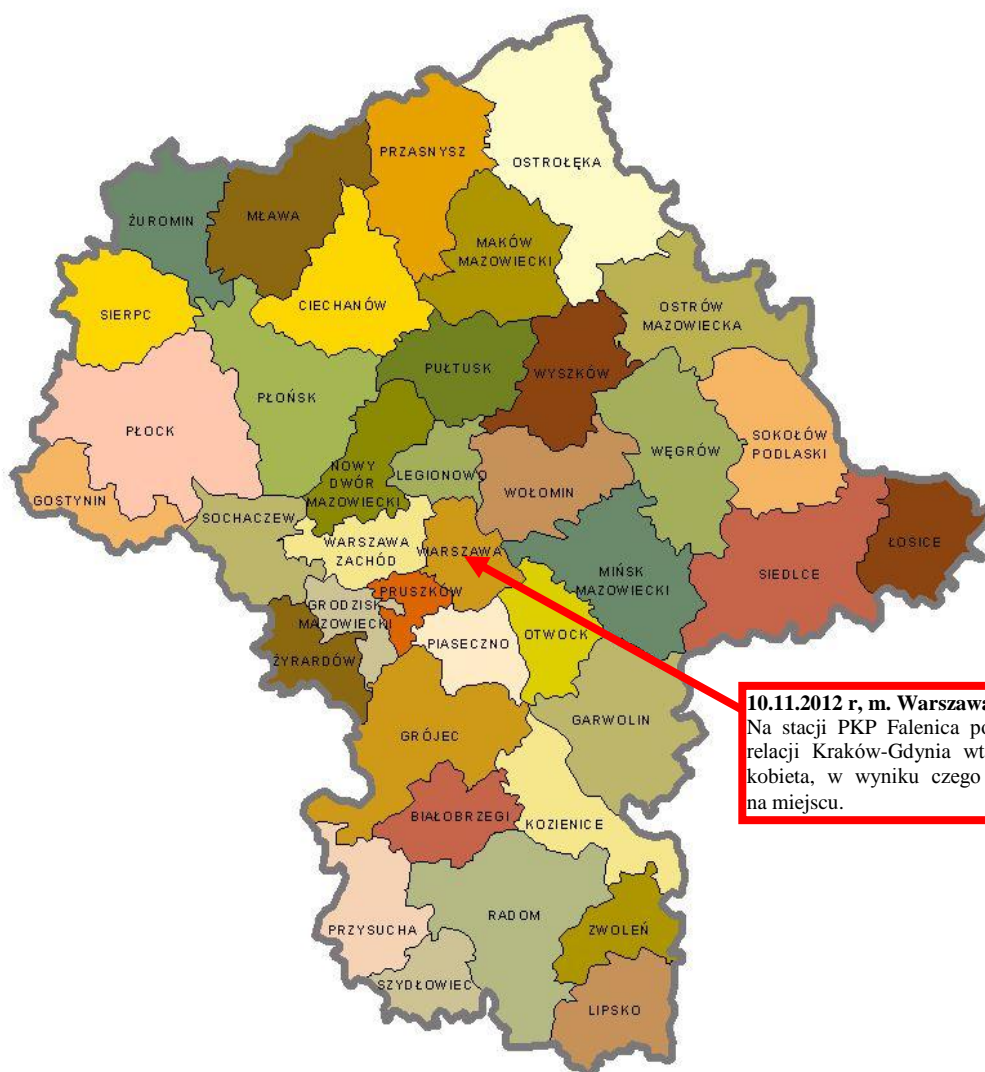 PRZASNYSZ
OSTROŁĘKA
ŻUROMIN
MŁAWA
MAKÓW
MAZOWIECKI
CIECHANÓW
SIERPC
OSTRÓW
MAZOWIECKA
PUŁTUSK
WYSZKÓW
PŁOŃSK
PŁOCK
SOKOŁÓW
PODLASKI
WĘGRÓW
NOWY
DWÓR
MAZOWIECKI
LEGIONOWO
WOŁOMIN
GOSTYNIN
SOCHACZEW
WARSZAWA
ZACHÓD
WARSZAWA
MIŃSK
MAZOWIECKI
SIEDLCE
ŁOSICE
PRUSZKÓW
GRODZISK
MAZOWIECKI
PIASECZNO
OTWOCK
ŻYRARDÓW
GARWOLIN
GRÓJEC
10.11.2012 r, m. Warszawa
Na stacji PKP Falenica
relacji Kraków-Gdynia
kobieta, w wyniku czego
na miejscu.
BIAŁOBRZEGI
KOZIENICE
RADOM
PRZYSUCHA
ZWOLEŃ
SZYDŁOWIEC
LIPSKO